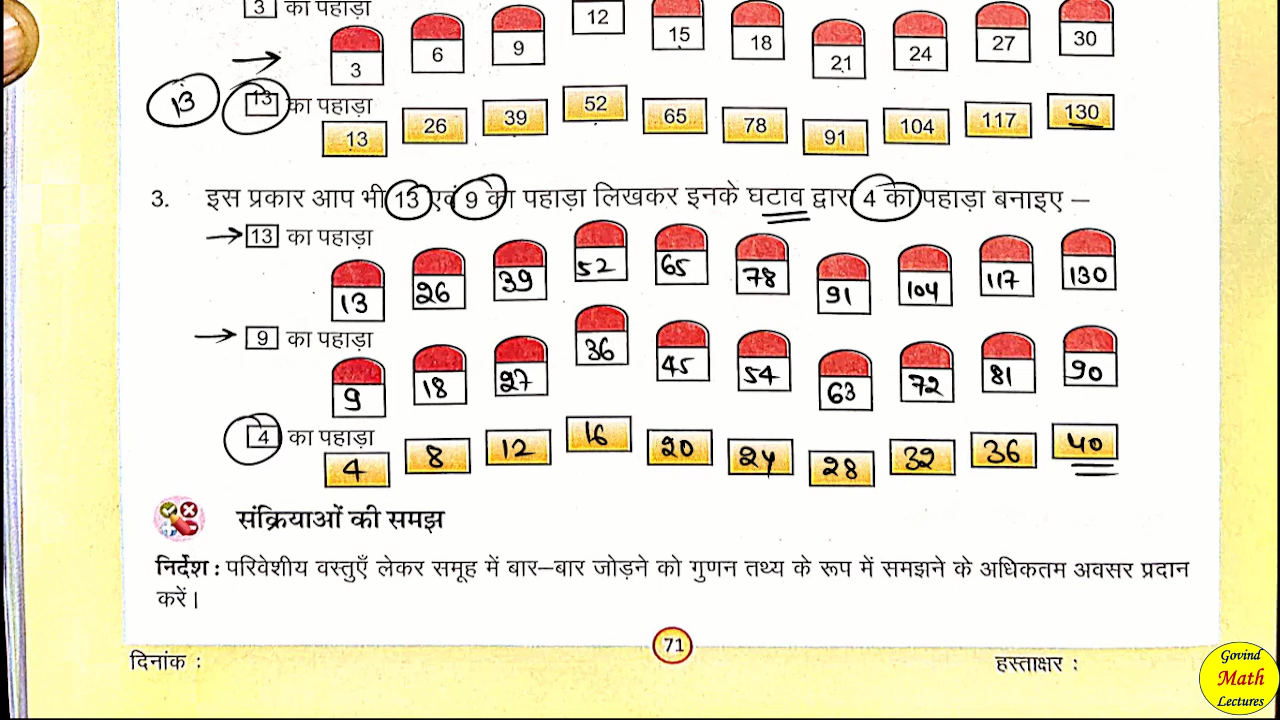 3 का पहाड़ा
3 6 9 12 15 18 21 24 27 30
13 13 का पहाड़ा
13 26 39 52 65 78 91 104 117 130
3. इस प्रकार आप भी 13 एवं 9 का पहाड़ा लिखकर इनके घटाव द्वारा 4 का पहाड़ा बनाइए –
13 का पहाड़ा
13 26 39 52 65 78 91 104 117 130
9 का पहाड़ा
9 18 27 36 45 54 63 72 81 90
4 का पहाड़ा
4 8 12 16 20 24 28 32 36 40
संक्रियाओं की समझ
निर्देश : परिवेशीय वस्तुएँ लेकर समूह में बार–बार जोड़ने को गुणन तथ्य के रूप में समझने के अधिकतम अवसर प्रदान
करें।
71
दिनांक :
हस्ताक्षर :
Govind
Math
Lectures